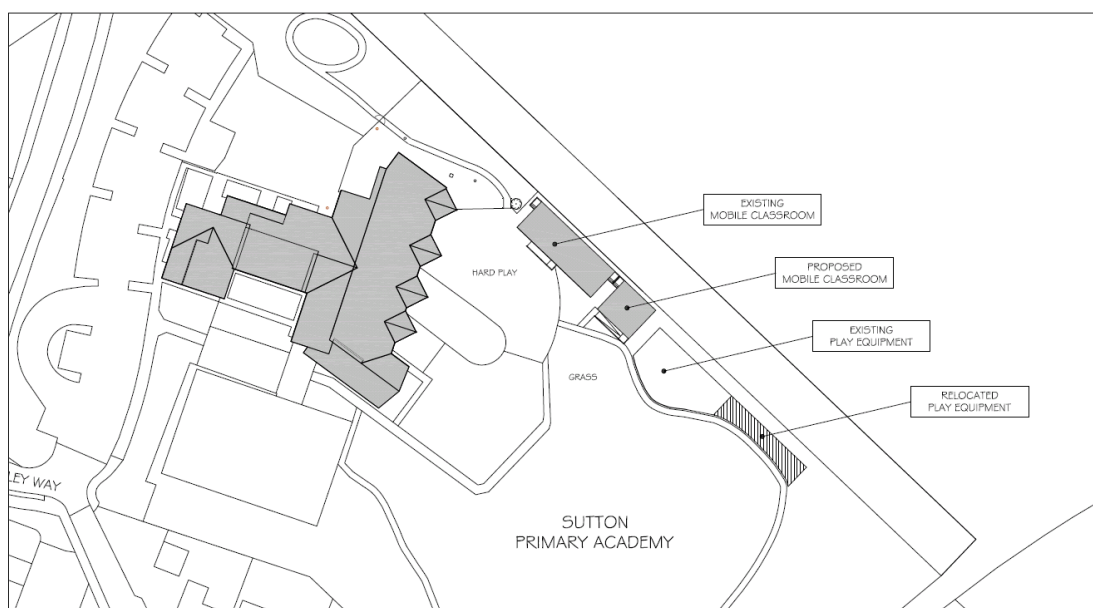 EXISTING
MOBILE CLASSROOM
PROPOSED
MOBILE CLASSROOM
HARD PLAY
EXISTING
PLAY EQUIPMENT
GRASS
RELOCATED
PLAY EQUIPMENT
LEY WAY
SUTTON
PRIMARY ACADEMY